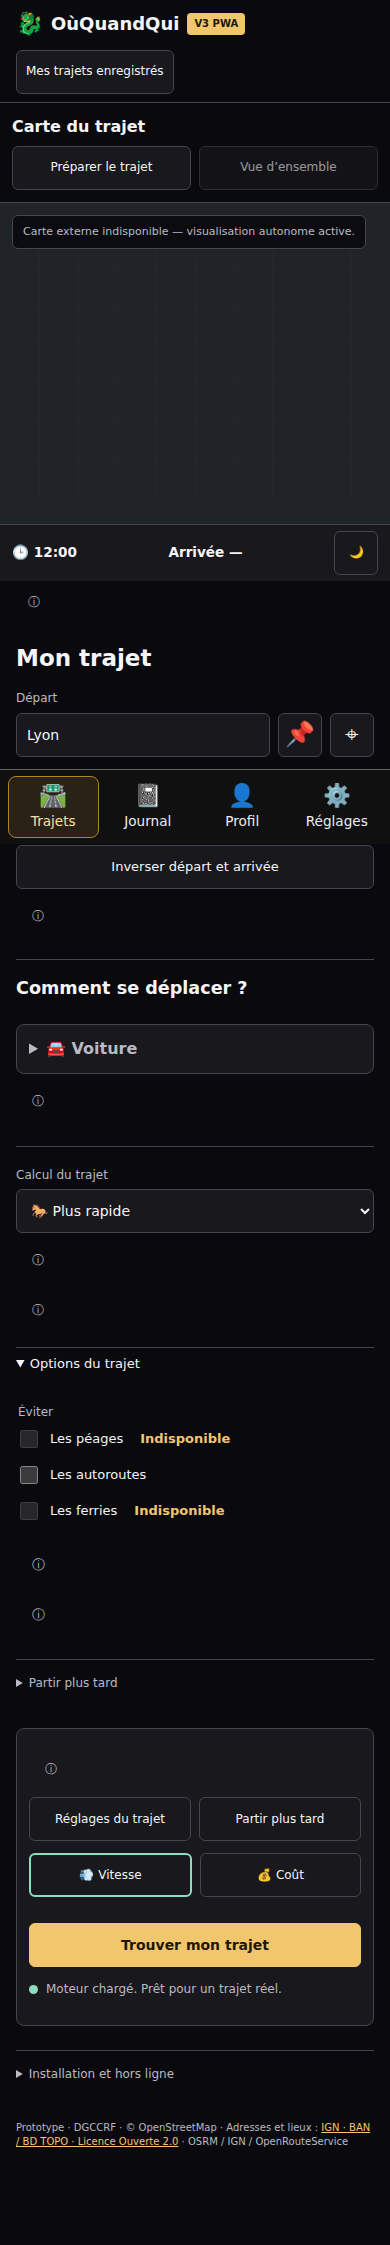 OùQuandQui V3 PWA
Mes trajets enregistrés
Carte du trajet
Préparer le trajet Vue d’ensemble
Carte externe indisponible — visualisation autonome active.
12:00 Arrivée —
ⓘ
Mon trajet
Départ
Lyon
Trajets Journal Profil Réglages
Inverser départ et arrivée
ⓘ
Comment se déplacer ?
Voiture
ⓘ
Calcul du trajet
Plus rapide
ⓘ
ⓘ
Options du trajet
Éviter
Les péages Indisponible
Les autoroutes
Les ferries Indisponible
ⓘ
ⓘ
Partir plus tard
ⓘ
Réglages du trajet Partir plus tard
Vitesse Coût
Trouver mon trajet
Moteur chargé. Prêt pour un trajet réel.
Installation et hors ligne
Prototype · DGCCRF · © OpenStreetMap · Adresses et lieux : IGN · BAN
/ BD TOPO · Licence Ouverte 2.0 · OSRM / IGN / OpenRouteService